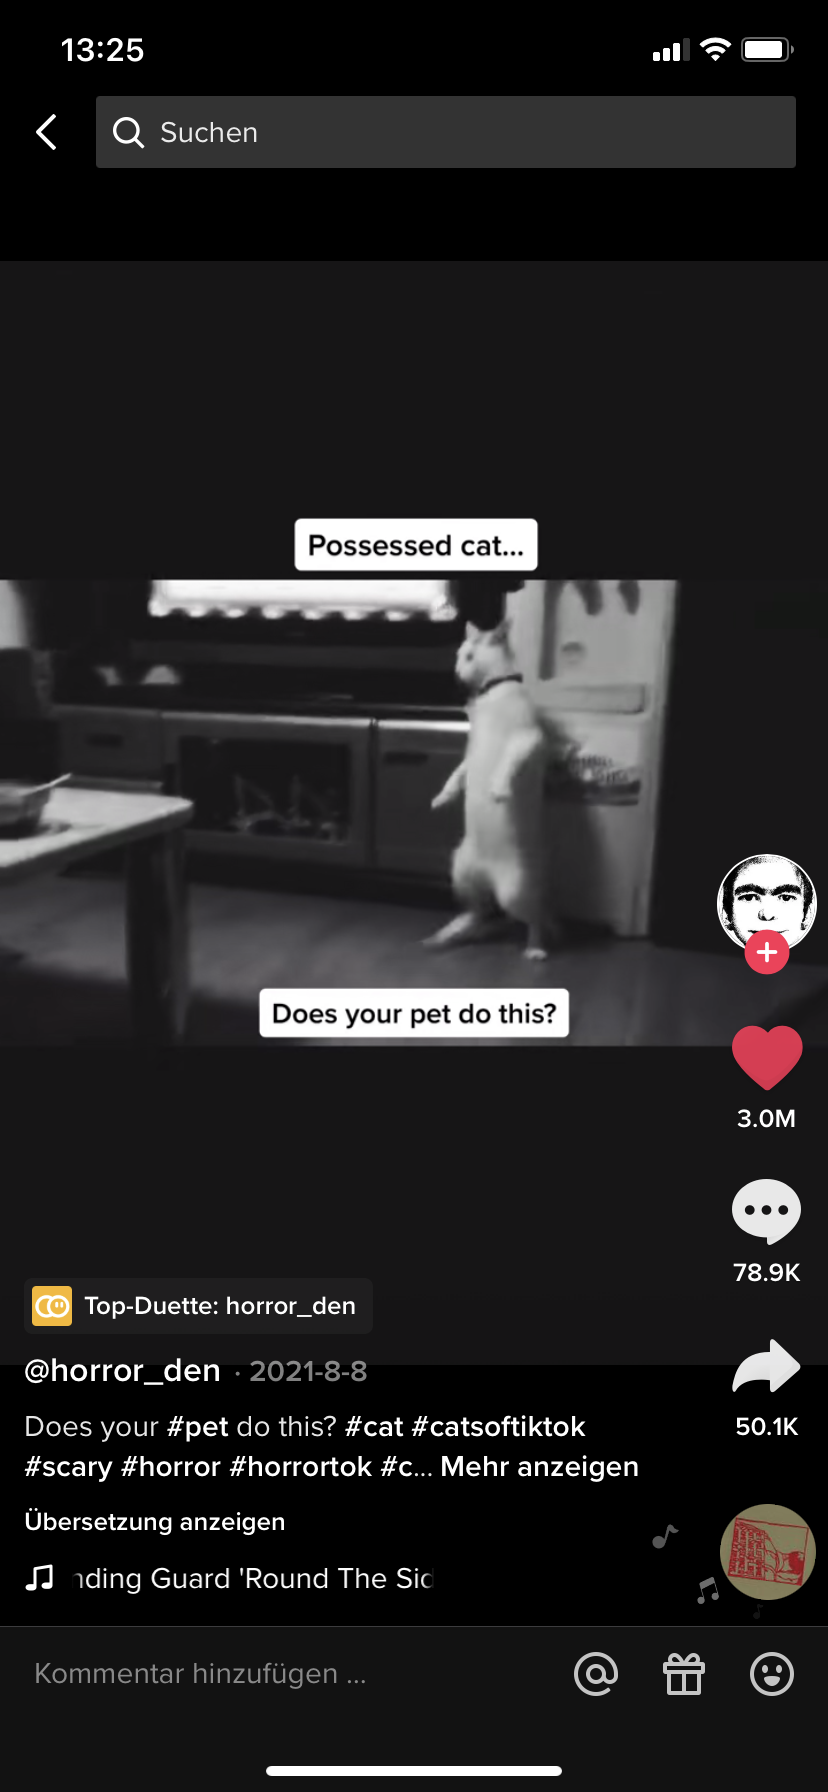 13:25
Suchen
Possessed cat...
Does your pet do this?
3.0M
78.9K
Top-Duette: horror_den
@horror_den · 2021-8-8
50.1K
Does your #pet do this? #cat #catsoftiktok
#scary #horror #horrortok #c... Mehr anzeigen
Übersetzung anzeigen
nding Guard 'Round The Sid
Kommentar hinzufügen ...